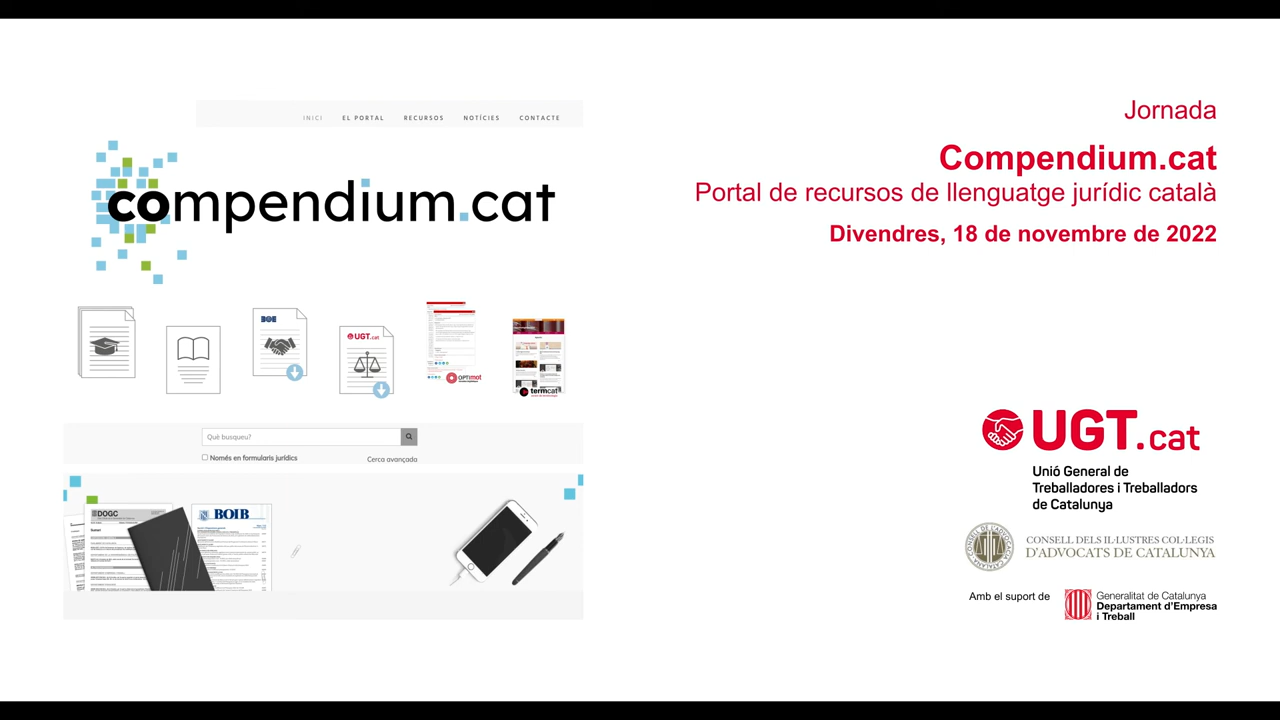 INICI EL PORTAL RECURSOS NOTÍCIES CONTACTE
compendium.cat
BOE
UGT.cat
OPTIMOT
termcat
Què busqueu?
Només en formularis jurídics
Cerca avançada
DOGC
BOIB
Jornada
Compendium.cat
Portal de recursos de llenguatge jurídic català
Divendres, 18 de novembre de 2022
UGT.cat
Unió General de
Treballadores i Treballadors
de Catalunya
CONSELL DELS IL·LUSTRES COL·LEGIS
D'ADVOCATS DE CATALUNYA
Amb el suport de
Generalitat de Catalunya
Departament d'Empresa
i Treball